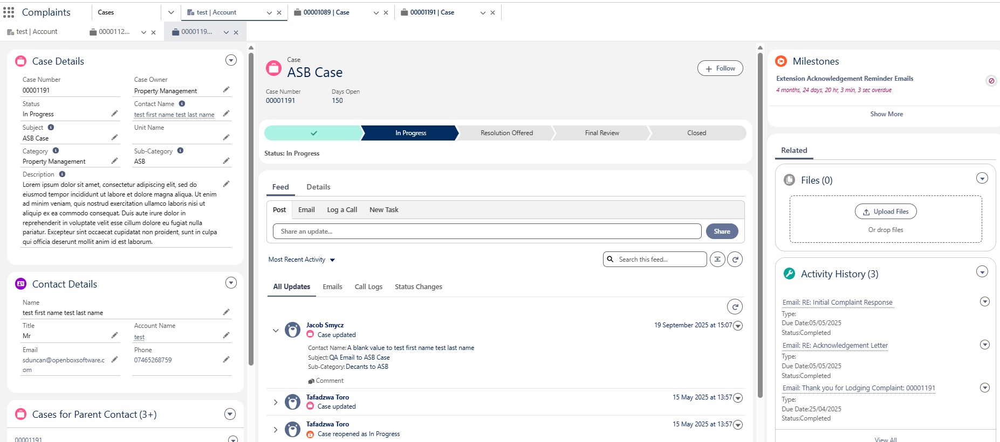 Complaints
Cases
test | Account
00001089 | Case
00001191 | Case
test | Account
0000112...
0000119...
Case Details
Case Number
00001191
Case Owner
Property Management
Status
In Progress
Contact Name
test first name test last name
Subject
ASB Case
Unit Name
Category
Property Management
Sub-Category
ASB
Description
Lorem ipsum dolor sit amet, consectetur adipiscing elit, sed do
eiusmod tempor incididunt ut labore et dolore magna aliqua. Ut enim
ad minim veniam, quis nostrud exercitation ullamco laboris nisi ut
aliquip ex ea commodo consequat. Duis aute irure dolor in
reprehenderit in voluptate velit esse cillum dolore eu fugiat nulla
pariatur. Excepteur sint occaecat cupidatat non proident, sunt in culpa
qui officia deserunt mollit anim id est laborum.
Contact Details
Name
test first name test last name
Title
Mr
Account Name
test
Email
sduncan@openboxsoftware.c
om
Phone
07465268759
Cases for Parent Contact (3+)
00001191
Case
ASB Case
Follow
Case Number
00001191
Days Open
150
In Progress
Resolution Offered
Final Review
Closed
Status: In Progress
Feed
Details
Post
Email
Log a Call
New Task
Share an update...
Share
Most Recent Activity
Search this feed...
All Updates
Emails
Call Logs
Status Changes
Jacob Smycz
19 September 2025 at 15:07
Case updated
Contact Name: A blank value to test first name test last name
Subject: QA Email to ASB Case
Sub-Category: Decants to ASB
Comment
Tafadzwa Toro
15 May 2025 at 13:57
Case updated
Tafadzwa Toro
15 May 2025 at 13:57
Case reopened as In Progress
Milestones
Extension Acknowledgement Reminder Emails
4 months, 24 days, 20 hr, 3 min, 3 sec overdue
Show More
Related
Files (0)
Upload Files
Or drop files
Activity History (3)
Email: RE: Initial Complaint Response
Type:
Due Date:05/05/2025
Status:Completed
Email: RE: Acknowledgement Letter
Type:
Due Date:05/05/2025
Status:Completed
Email: Thank you for Lodging Complaint: 00001191
Type:
Due Date:25/04/2025
Status:Completed
View All